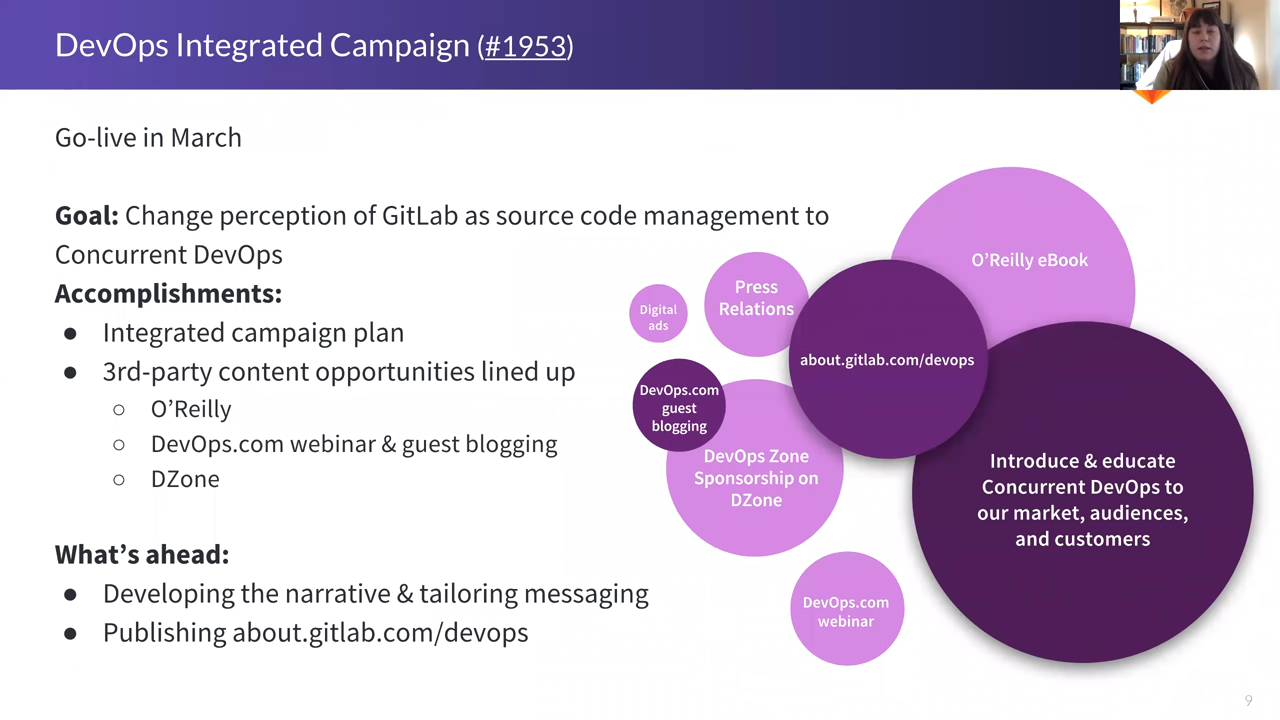 DevOps Integrated Campaign (#1953)
Go-live in March
Goal: Change perception of GitLab as source code management to
Concurrent DevOps
Accomplishments:
● Integrated campaign plan
● 3rd-party content opportunities lined up
○ O’Reilly
○ DevOps.com webinar & guest blogging
○ DZone
What’s ahead:
● Developing the narrative & tailoring messaging
● Publishing about.gitlab.com/devops
O’Reilly eBook
Press
Relations
Digital
ads
about.gitlab.com/devops
DevOps.com
guest
blogging
DevOps Zone
Sponsorship on
DZone
Introduce & educate
Concurrent DevOps to
our market, audiences,
and customers
DevOps.com
webinar
9